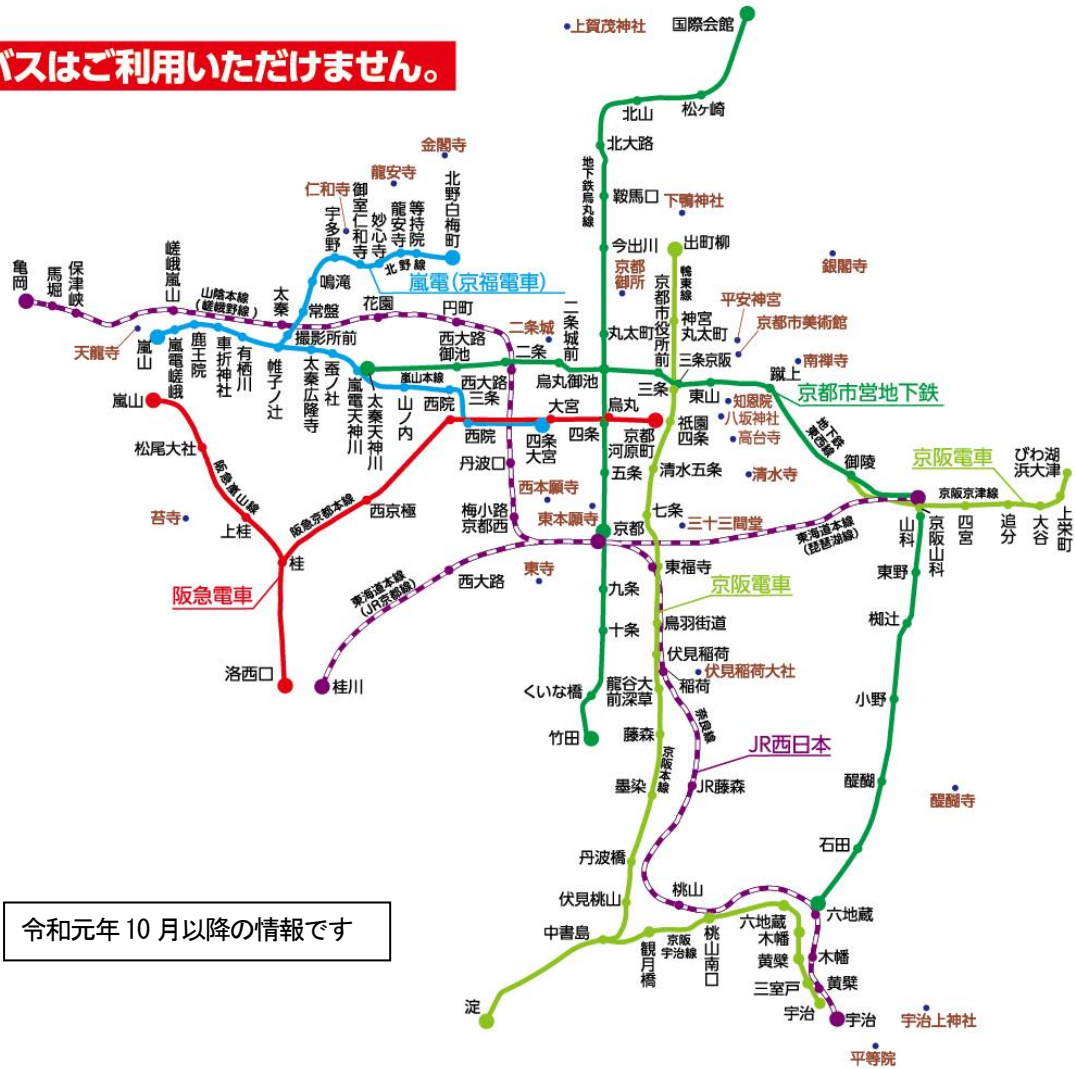 バスはご利用いただけません。
上賀茂神社
国際会館
北山
松ヶ崎
北大路
地下鉄烏丸線
鞍馬口
下鴨神社
今出川
出町柳
京都
御所
鴨東線
銀閣寺
金閣寺
龍安寺
仁和寺
北野白梅町
等持院
龍安寺
妙心寺
御室仁和寺
宇多野
北野線
嵐電(京福電車)
鳴滝
常盤
撮影所前
亀岡
馬堀
保津峡
嵯峨嵐山
山陰本線
(嵯峨野線)
太秦
花園
円町
二条城
二条
二条城前
丸太町
京都市役所前
神宮
丸太町
平安神宮
京都市美術館
天龍寺
嵐山
嵐電嵯峨
鹿王院
車折神社
有栖川
帷子ノ辻
太秦広隆寺
蚕ノ社
嵐電天神川
太秦天神川
嵐山本線
山ノ内
西大路
御池
西大路
三条
西院
西院
四条
大宮
大宮
烏丸御池
四条
烏丸
京都
河原町
三条
三条京阪
東山
蹴上
南禅寺
京都市営地下鉄
地下鉄
東西線
知恩院
八坂神社
高台寺
祇園
四条
清水五条
清水寺
御陵
京阪電車
びわ湖
浜大津
京阪京津線
上栄町
大谷
追分
四宮
京阪山科
山科
東海道本線
(琵琶湖線)
嵐山
松尾大社
阪急嵐山線
苔寺
上桂
桂
阪急京都本線
西京極
阪急電車
洛西口
丹波口
西本願寺
梅小路
京都西
東本願寺
五条
京都
七条
三十三間堂
東海道本線
(JR京都線)
西大路
桂川
東寺
九条
十条
くいな橋
竹田
東福寺
京阪電車
鳥羽街道
伏見稲荷
稲荷
伏見稲荷大社
龍谷大
前深草
奈良線
藤森
京阪本線
JR西日本
墨染
JR藤森
丹波橋
伏見桃山
中書島
淀
桃山
観月橋
京阪
宇治線
桃山南口
六地蔵
木幡
黄檗
三室戸
宇治
六地蔵
木幡
黄檗
宇治
東野
椥辻
小野
醍醐
醍醐寺
石田
宇治上神社
平等院
令和元年10月以降の情報です